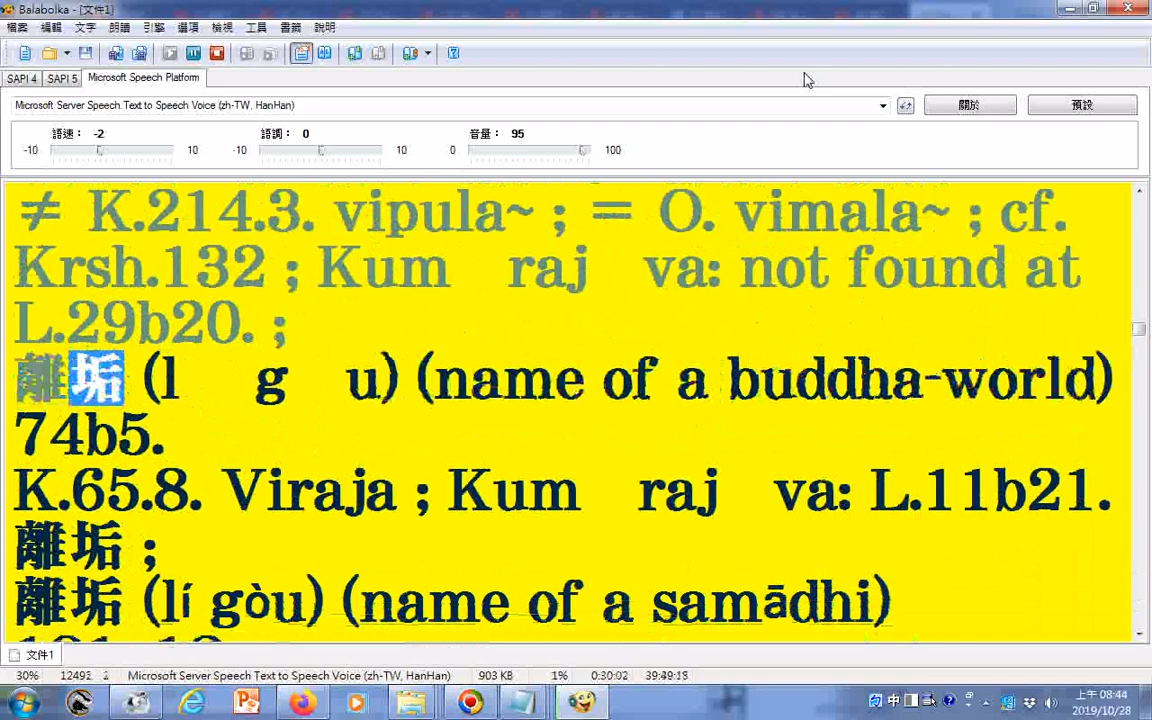 Balabolka - [文件1]
檔案 編輯 文字 朗讀 引擎 選項 檢視 工具 書籤 說明
SAPI 4 SAPI 5 Microsoft Speech Platform
Microsoft Server Speech Text to Speech Voice (zh-TW, HanHan) 關於 預設
語速： -2 語調： 0 音量： 95
-10 10 -10 10 0 100
≠ K.214.3. vipula~ ; = O. vimala~ ; cf.
Krsh.132 ; Kum raj va: not found at
L.29b20. ;
離垢 (l g u) (name of a buddha-world)
74b5.
K.65.8. Viraja ; Kum raj va: L.11b21.
離垢 ;
離垢 (lí gòu) (name of a samādhi)
文件1
30% 12492 2 Microsoft Server Speech Text to Speech Voice (zh-TW, HanHan) 903 KB 1% 0:30:02 39:49:18
中 上午 08:44
2019/10/28